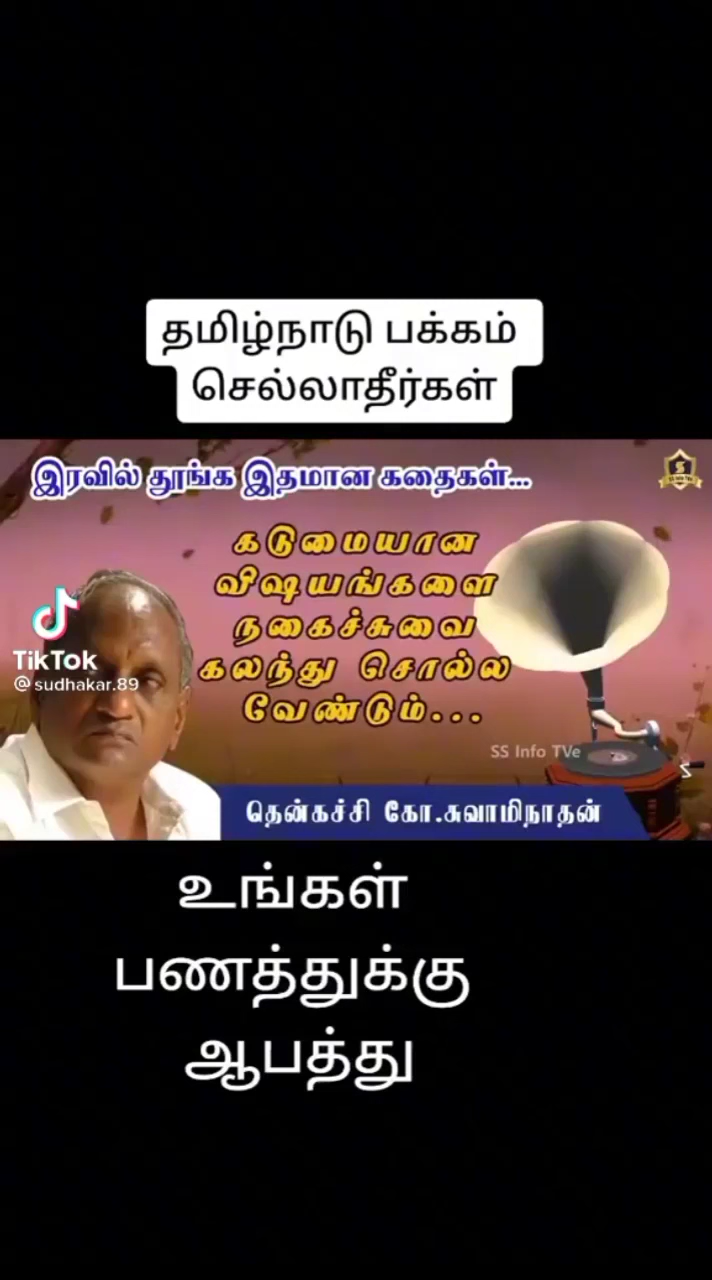 தமிழ்நாடு பக்கம்
செல்லாதீர்கள்
இரவில் தூங்க இதமான கதைகள்...
கடுமையான
விஷயங்களை
நகைச்சுவை
கலந்து சொல்ல
வேண்டும்...
TikTok
@sudhakar.89
SS Info TVe
தென்கச்சி கோ.சுவாமிநாதன்
உங்கள்
பணத்துக்கு
ஆபத்து